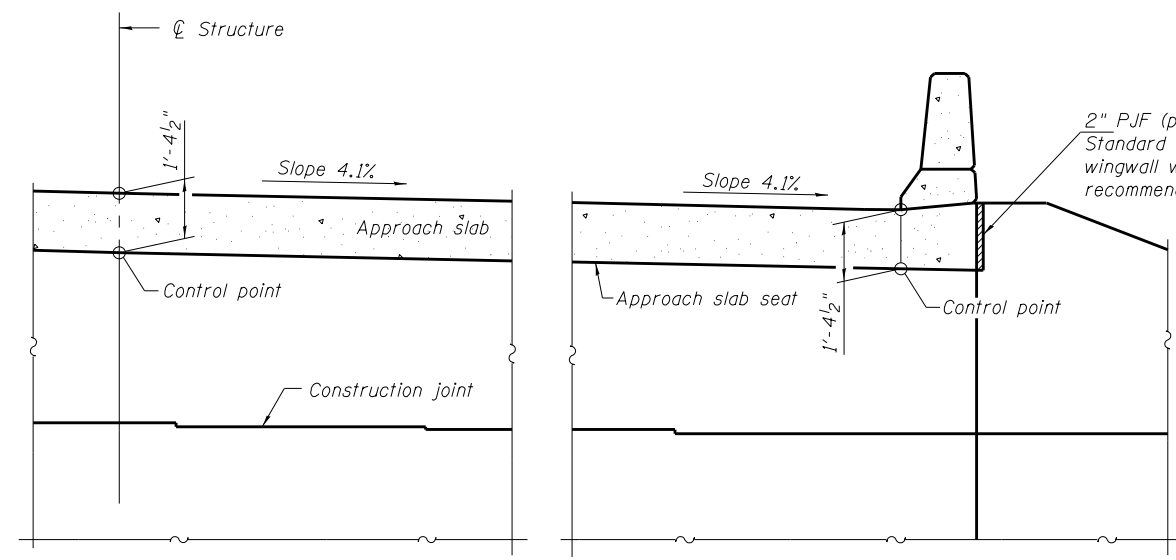 ℄ Structure
1'-4½"
Slope 4.1%
Approach slab
Control point
Construction joint
Slope 4.1%
2" PJF (p
Standard
wingwall w
recommen
Approach slab seat
1'-4½"
Control point